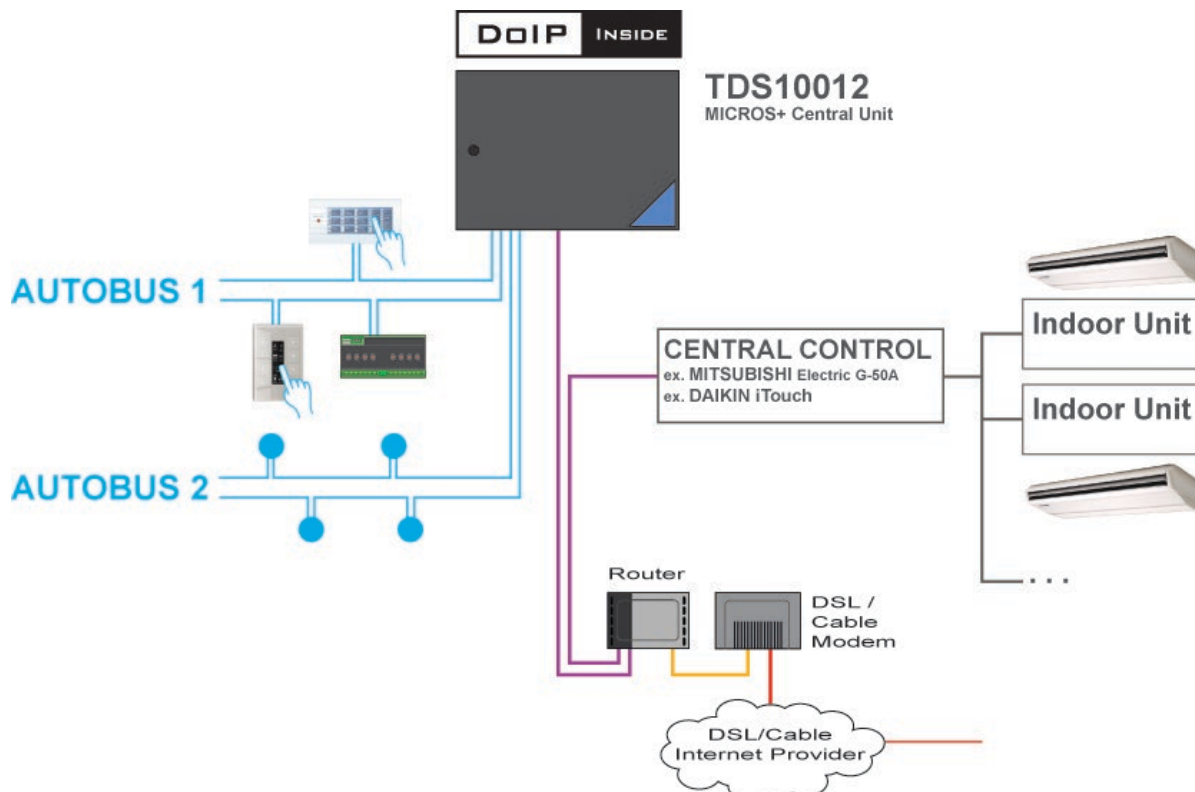 DoIP INSIDE
TDS10012
MICROS+ Central Unit
AUTOBUS 1
CENTRAL CONTROL
ex. MITSUBISHI Electric G-50A
ex. DAIKIN iTouch
Indoor Unit
Indoor Unit
AUTOBUS 2
...
Router
DSL /
Cable
Modem
DSL/Cable
Internet Provider